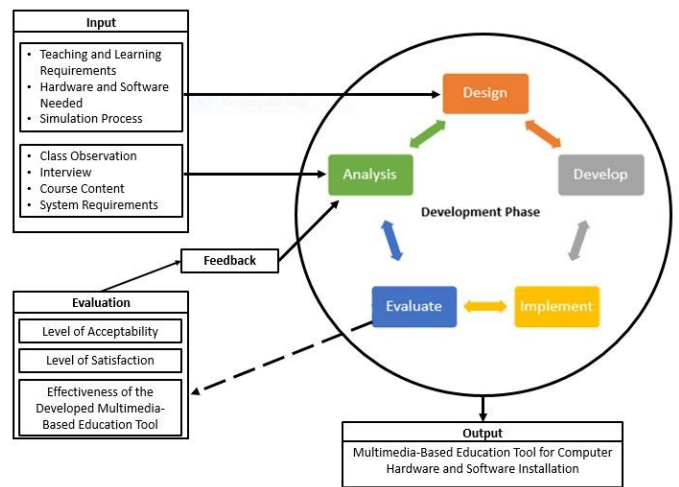 Input
• Teaching and Learning
Requirements
• Hardware and Software
Needed
• Simulation Process
• Class Observation
• Interview
• Course Content
• System Requirements
Feedback
Evaluation
Level of Acceptability
Level of Satisfaction
Effectiveness of the
Developed Multimedia-
Based Education Tool
Design
Analysis
Develop
Development Phase
Evaluate
Implement
Output
Multimedia-Based Education Tool for Computer
Hardware and Software Installation